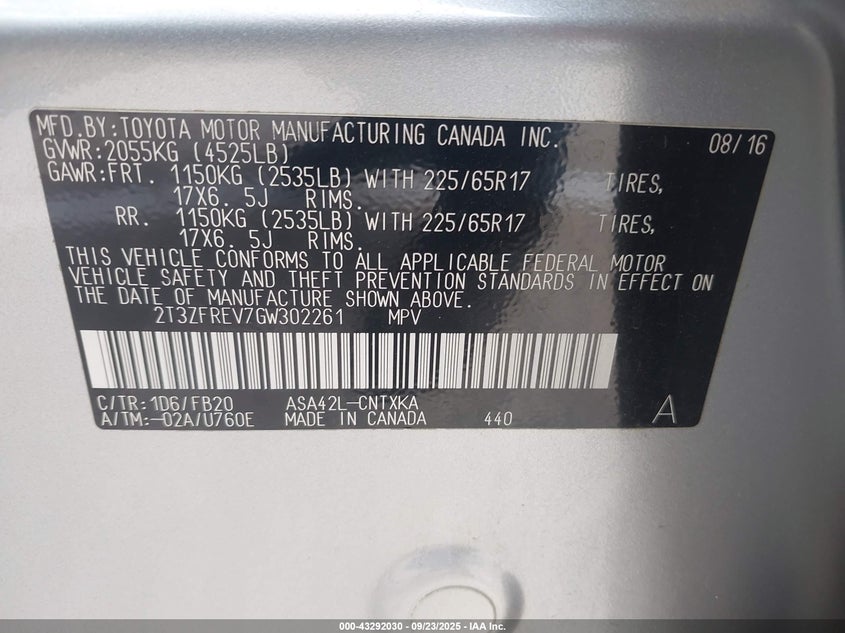 MFD.BY:TOYOTA MOTOR MANUFACTURING CANADA INC. 08/16
GVWR:2055KG (4525LB)
GAWR:FRT. 1150KG (2535LB) WITH 225/65R17 TIRES,
17X6. 5J RIMS.
RR. 1150KG (2535LB) WITH 225/65R17 TIRES,
17X6. 5J RIMS.
THIS VEHICLE CONFORMS TO ALL APPLICABLE FEDERAL MOTOR
VEHICLE SAFETY AND THEFT PREVENTION STANDARDS IN EFFECT ON
THE DATE OF MANUFACTURE SHOWN ABOVE.
2T3ZFREV7GW302261 MPV
C/TR:1D6/FB20 ASA42L-CNTXKA
A/TM:-02A/U760E MADE IN CANADA 440 A
000-43292030 - 09/23/2025 - IAA Inc.